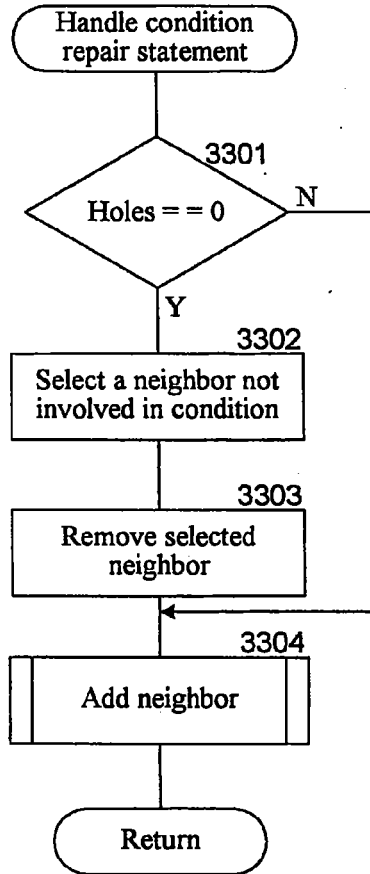 Handle condition
repair statement
3301
Holes = = 0
N
Y
3302
Select a neighbor not
involved in condition
3303
Remove selected
neighbor
3304
Add neighbor
Return